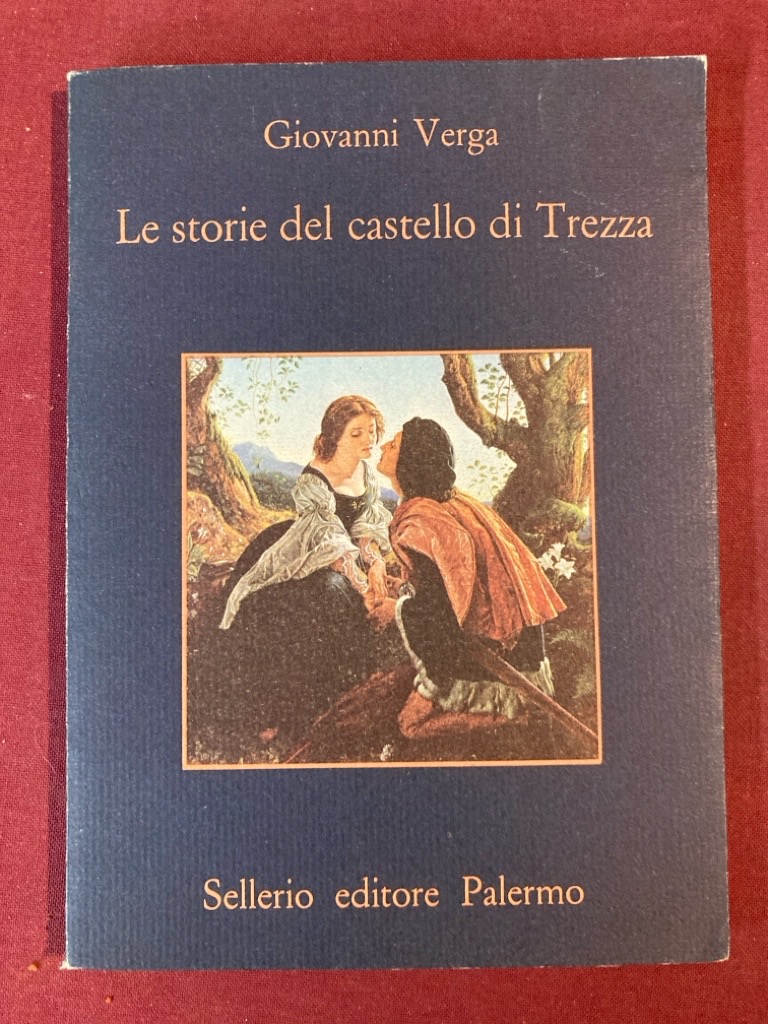 Giovanni Verga
Le storie del castello di Trezza
Sellerio editore Palermo